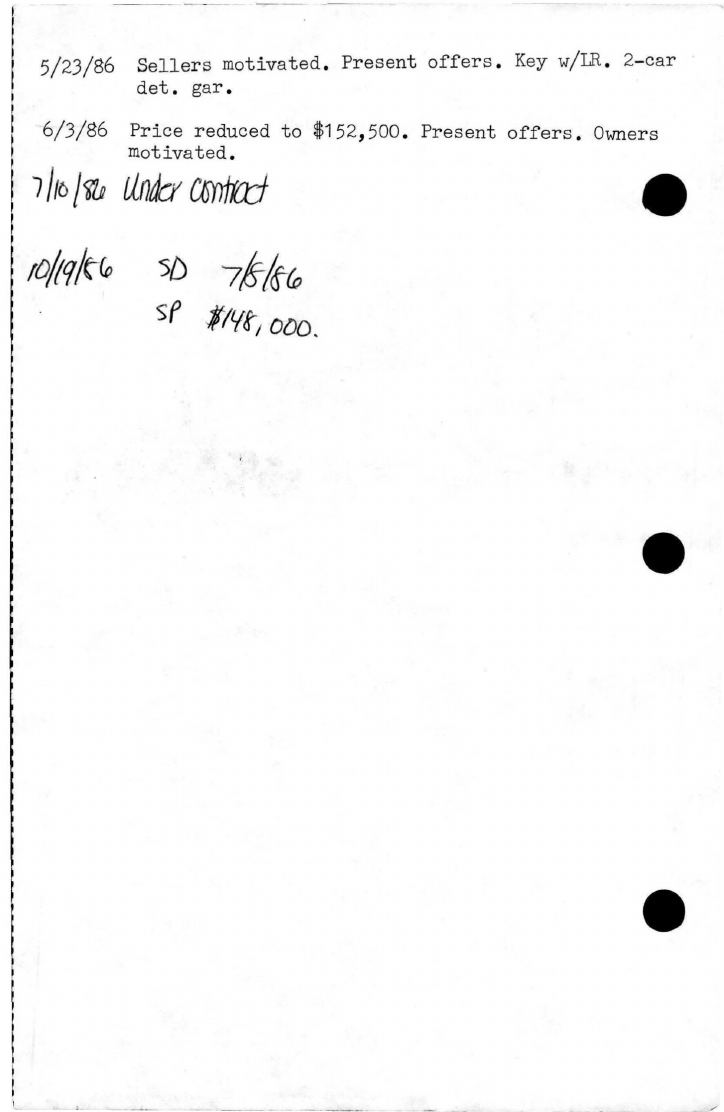 5/23/86 Sellers motivated. Present offers. Key w/LR. 2-car
det. gar.
6/3/86 Price reduced to $152,500. Present offers. Owners
motivated.
7/10/86 Under contract
10/19/86 SD 7/8/86
SP $148,000.